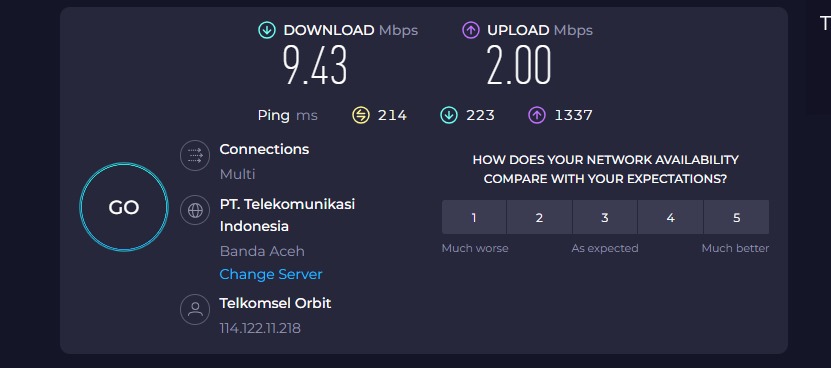 DOWNLOAD Mbps
UPLOAD Mbps
9.43
2.00
Ping ms 214 223 1337
Connections
Multi
PT. Telekomunikasi
Indonesia
Banda Aceh
Change Server
Telkomsel Orbit
114.122.11.218
GO
HOW DOES YOUR NETWORK AVAILABILITY
COMPARE WITH YOUR EXPECTATIONS?
1 2 3 4 5
Much worse As expected Much better
T